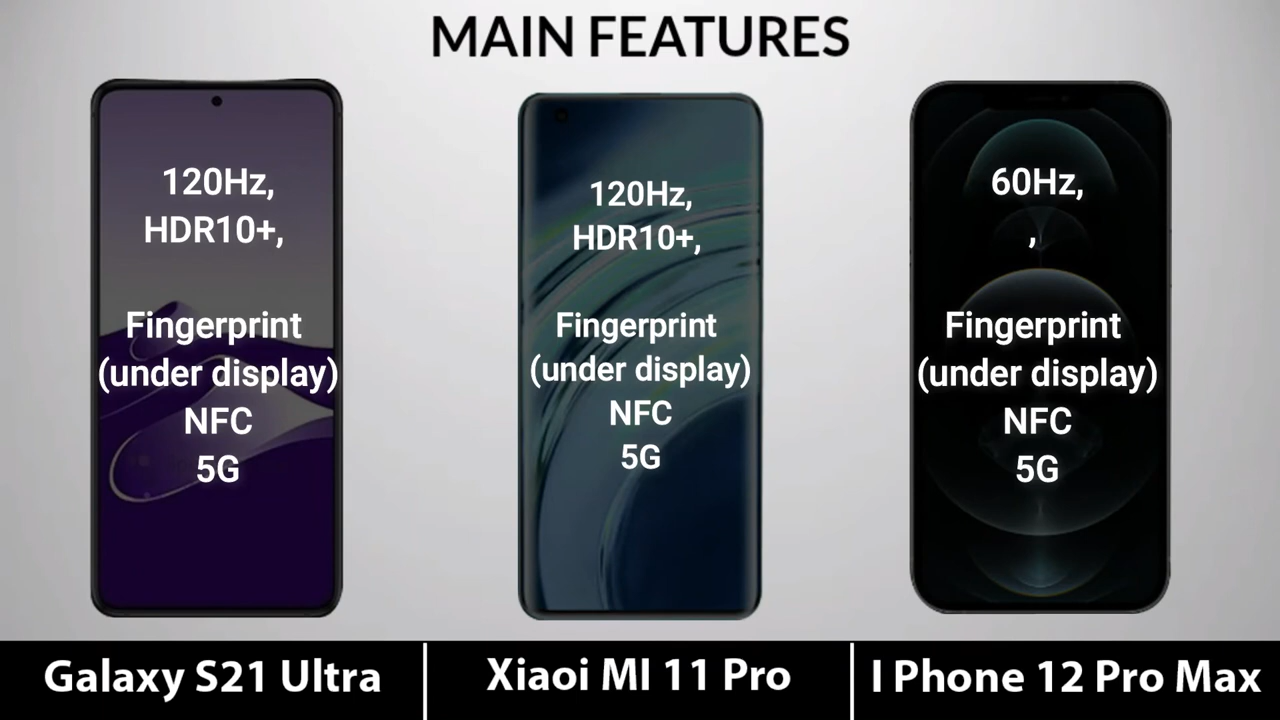 MAIN FEATURES
120Hz,
HDR10+,
Fingerprint
(under display)
NFC
5G
120Hz,
HDR10+,
Fingerprint
(under display)
NFC
5G
60Hz,
,
Fingerprint
(under display)
NFC
5G
Galaxy S21 Ultra
Xiaoi MI 11 Pro
I Phone 12 Pro Max